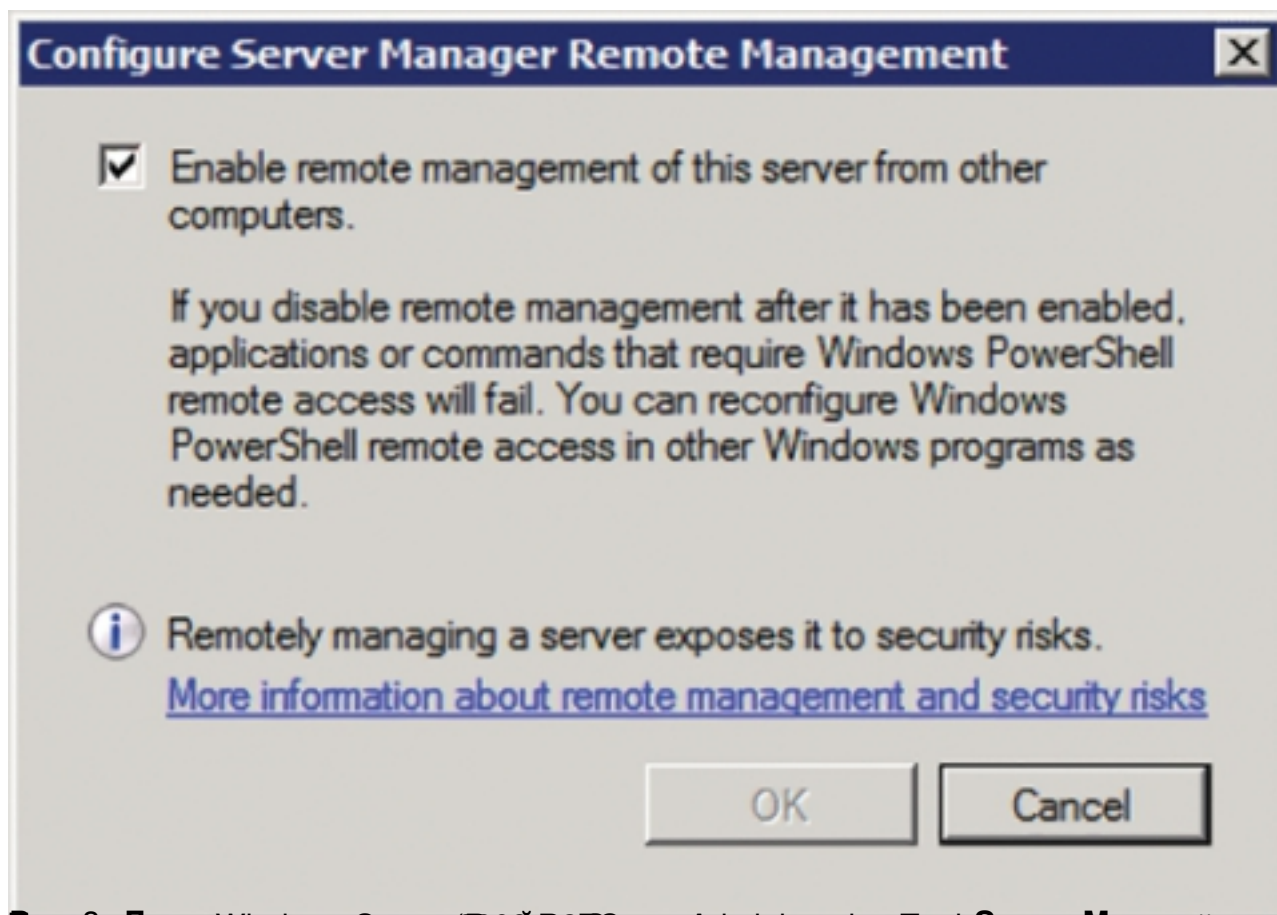 Configure Server Manager Remote Management
Enable remote management of this server from other
computers.
If you disable remote management after it has been enabled,
applications or commands that require Windows PowerShell
remote access will fail. You can reconfigure Windows
PowerShell remote access in other Windows programs as
needed.
Remotely managing a server exposes it to security risks.
More information about remote management and security risks
OK
Cancel
Windows Server